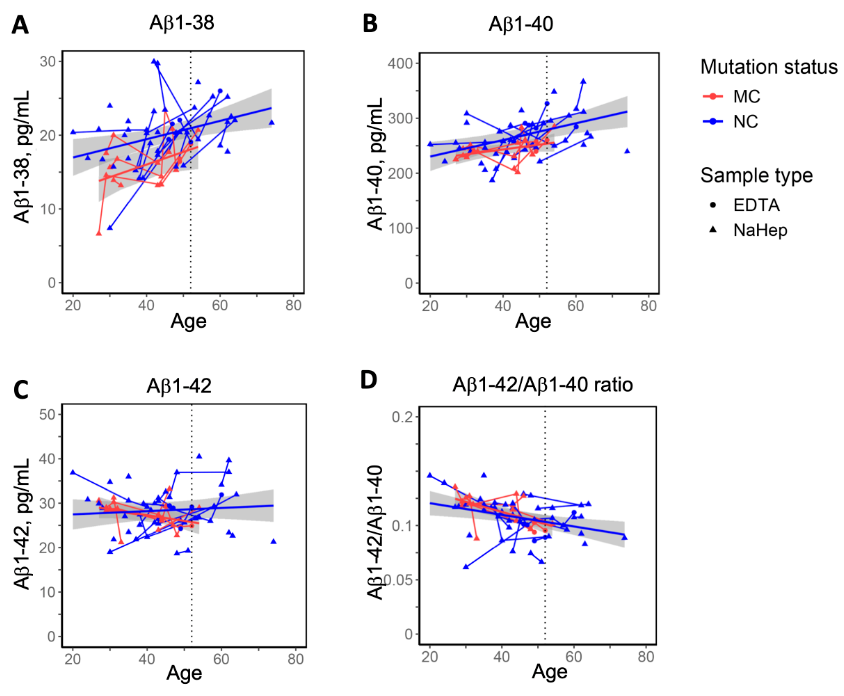 A
Aβ1-38
30
20
10
0
Aβ1-38, pg/mL
20
40
60
80
Age
B
Aβ1-40
400
300
200
100
0
Aβ1-40, pg/mL
20
40
60
80
Age
Mutation status
MC
NC
Sample type
EDTA
NaHep
C
Aβ1-42
50
40
30
20
10
0
Aβ1-42, pg/mL
20
40
60
80
Age
D
Aβ1-42/Aβ1-40 ratio
0.2
0.1
0.05
0
Aβ1-42/Aβ1-40
20
40
60
80
Age